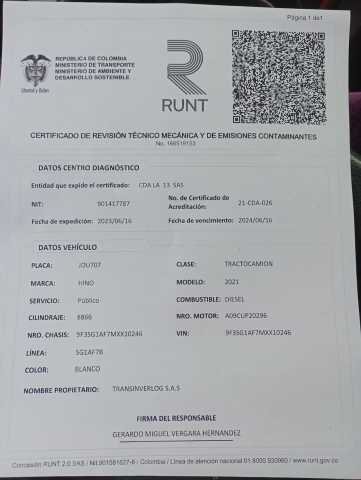 Página 1 de1
REPÚBLICA DE COLOMBIA
MINISTERIO DE TRANSPORTE
MINISTERIO DE AMBIENTE Y
DESARROLLO SOSTENIBLE
Libertad y Orden
RUNT
CERTIFICADO DE REVISIÓN TÉCNICO MECÁNICA Y DE EMISIONES CONTAMINANTES
No. 166519153
DATOS CENTRO DIAGNÓSTICO
Entidad que expide el certificado: CDA LA 13 SAS
NIT: 901417787 No. de Certificado de Acreditación: 21-CDA-026
Fecha de expedición: 2023/06/16 Fecha de vencimiento: 2024/06/16
DATOS VEHÍCULO
PLACA: JOU707 CLASE: TRACTOCAMION
MARCA: HINO MODELO: 2021
SERVICIO: Público COMBUSTIBLE: DIESEL
CILINDRAJE: 8866 NRO. MOTOR: A09CUP20296
NRO. CHASIS: 9F3SG1AF7MXX10246 VIN: 9F3SG1AF7MXX10246
LÍNEA: SG1AF7B
COLOR: BLANCO
NOMBRE PROPIETARIO: TRANSINVERLOG S.A.S
FIRMA DEL RESPONSABLE
GERARDO MIGUEL VERGARA HERNANDEZ
Concesión RUNT 2.0 SAS / Nit.901581627-6 / Colombia / Línea de atención nacional 01 8000 930060 / www.runt.gov.co